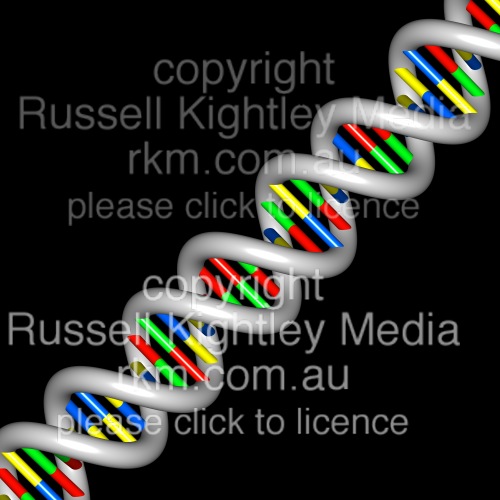 copyright
Russell Kightley Media
rkm.com.au
please click to licence
copyright
Russell Kightley Media
rkm.com.au
please click to licence